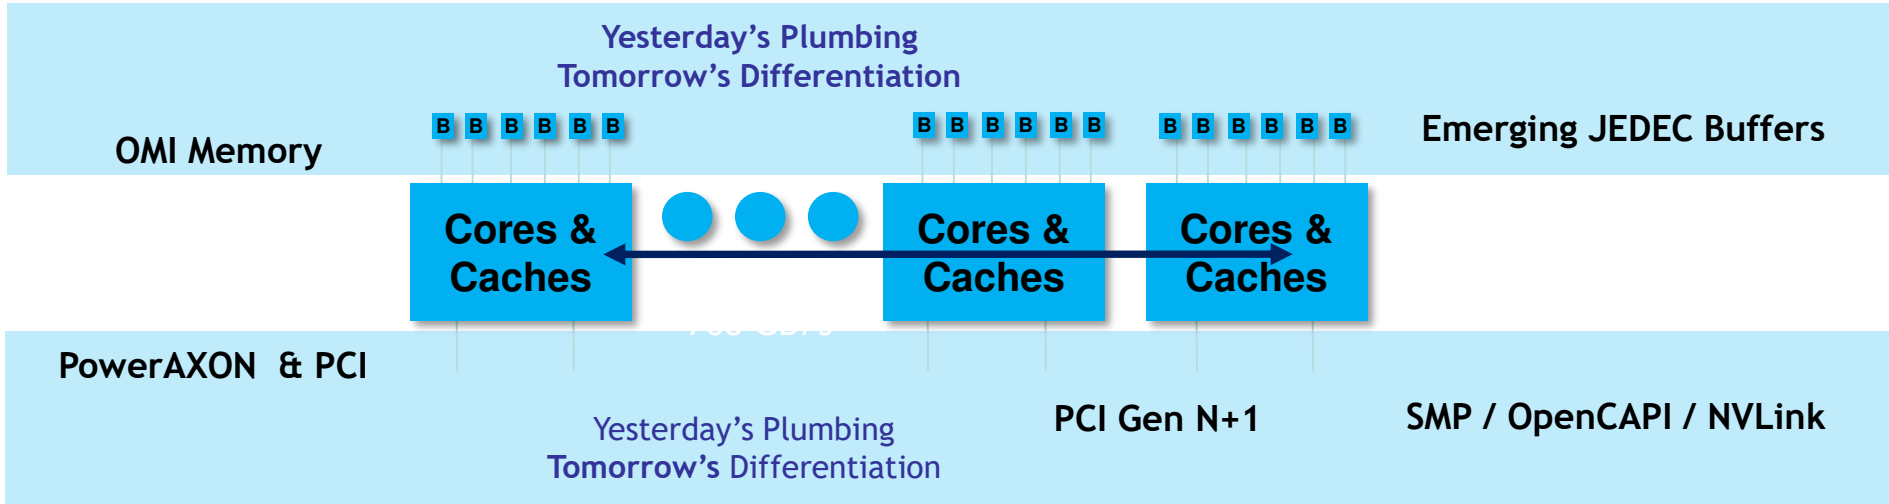 Yesterday's Plumbing
Tomorrow's Differentiation
B B B B B B
B B B B B B
B B B B B B
OMI Memory
Emerging JEDEC Buffers
Cores &
Caches
Cores &
Caches
Cores &
Caches
PowerAXON & PCI
Yesterday's Plumbing
Tomorrow's Differentiation
PCI Gen N+1
SMP / OpenCAPI / NVLink